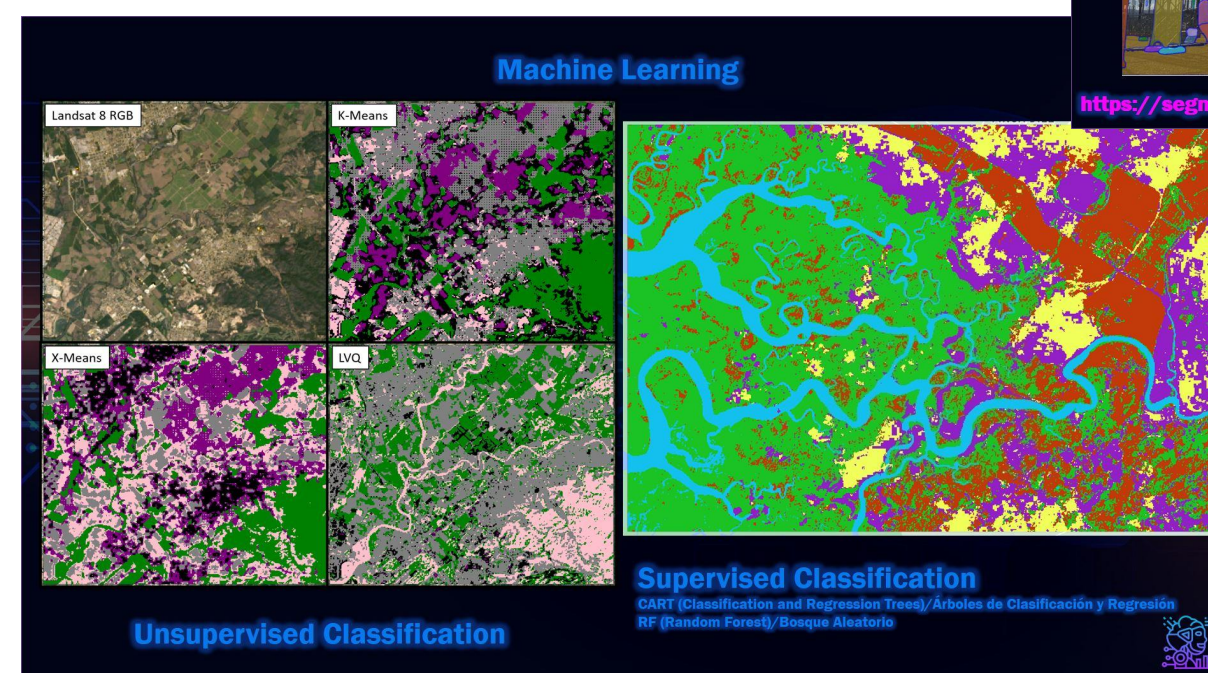 Machine Learning
https://segn
Landsat 8 RGB
K-Means
X-Means
LVQ
Unsupervised Classification
Supervised Classification
CART (Classification and Regression Trees)/Árboles de Clasificación y Regresión
RF (Random Forest)/Bosque Aleatorio